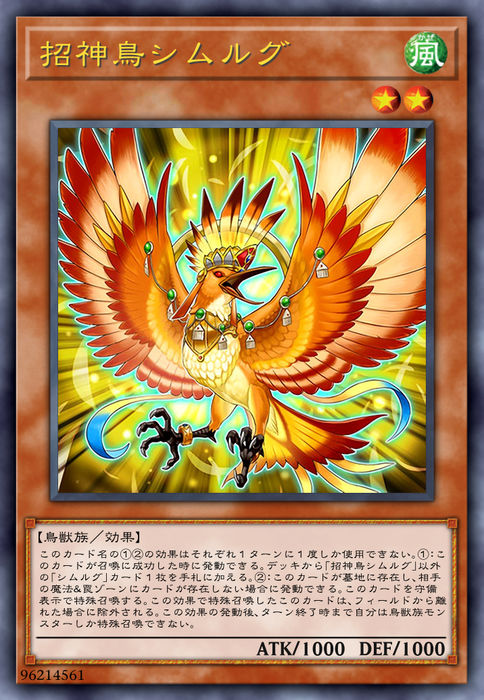 招神鳥シムルグ
かぜ
風
【鳥獣族／効果】
このカード名の①②の効果はそれぞれ１ターンに１度しか使用できない。①：こ
のカードが召喚に成功した時に発動できる。デッキから「招神鳥シムルグ」以外
の「シムルグ」カード１枚を手札に加える。②：このカードが墓地に存在し、相手
の魔法&罠ゾーンにカードが存在しない場合に発動できる。このカードを守備
表示で特殊召喚する。この効果で特殊召喚したこのカードは、フィールドから離
れた場合に除外される。この効果の発動後、ターン終了時まで自分は鳥獣族モン
スターしか特殊召喚できない。
ATK/1000 DEF/1000
96214561